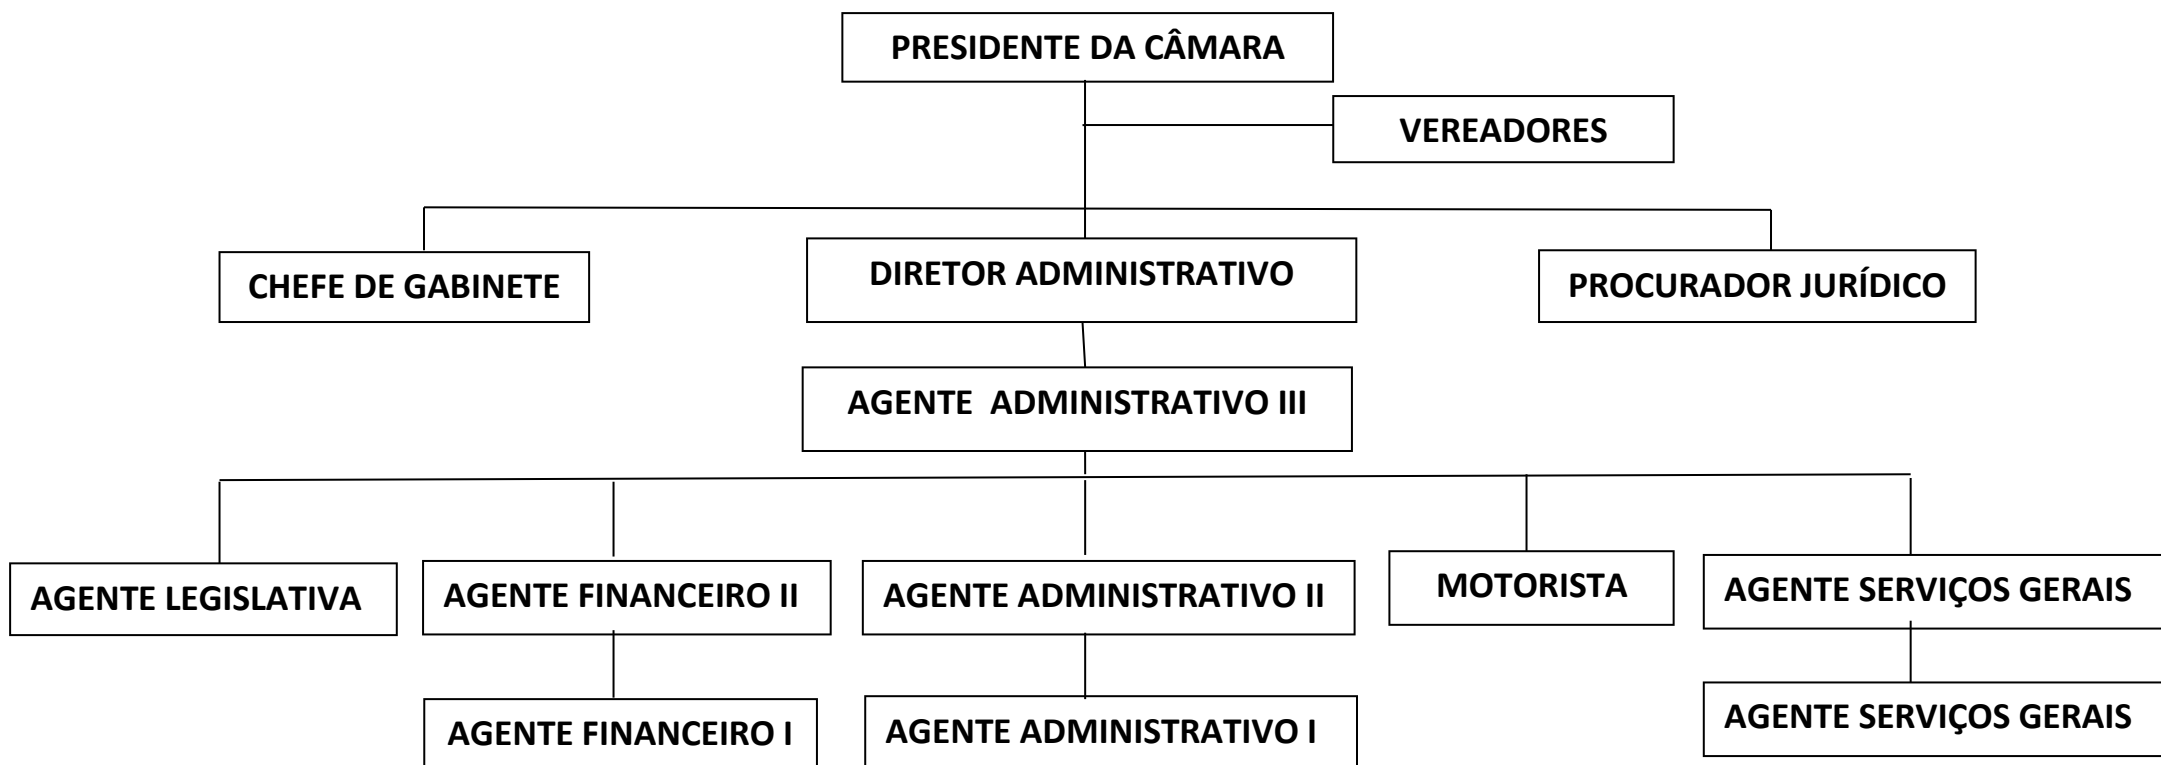 PRESIDENTE DA CÂMARA
VEREADORES
CHEFE DE GABINETE
DIRETOR ADMINISTRATIVO
PROCURADOR JURÍDICO
AGENTE ADMINISTRATIVO III
AGENTE LEGISLATIVA
AGENTE FINANCEIRO II
AGENTE ADMINISTRATIVO II
MOTORISTA
AGENTE SERVIÇOS GERAIS
AGENTE FINANCEIRO I
AGENTE ADMINISTRATIVO I
AGENTE SERVIÇOS GERAIS